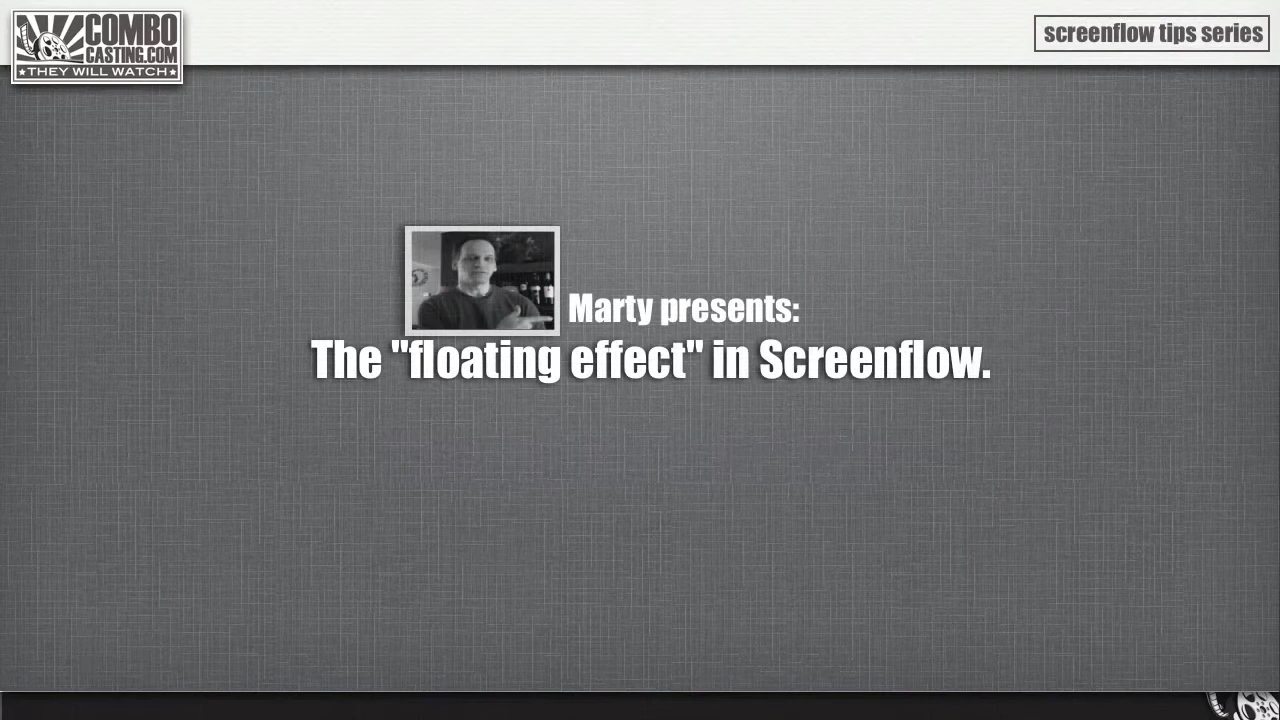 COMBO
CASTING.COM
★THEY WILL WATCH★
screenflow tips series
Marty presents:
The "floating effect" in Screenflow.